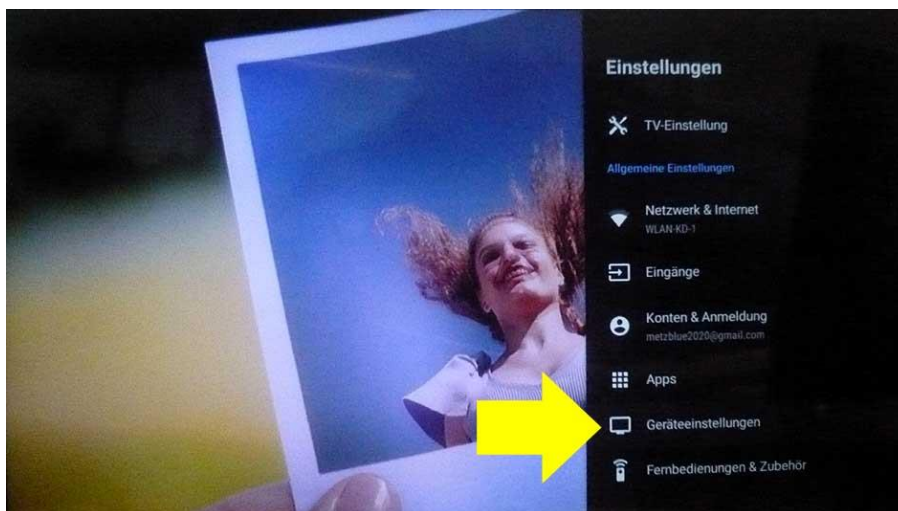 Einstellungen
TV-Einstellung
Allgemeine Einstellungen
Netzwerk & Internet
WLAN-KD-1
Eingänge
Konten & Anmeldung
metzblue2020@gmail.com
Apps
Geräteeinstellungen
Fernbedienungen & Zubehör